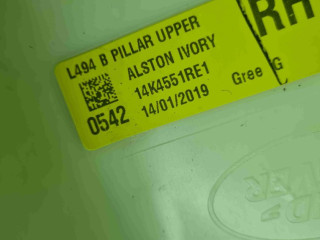 RH
L494 B PILLAR UPPER
ALSTON IVORY
14K4551RE1
Gree G
0542
14/01/2019